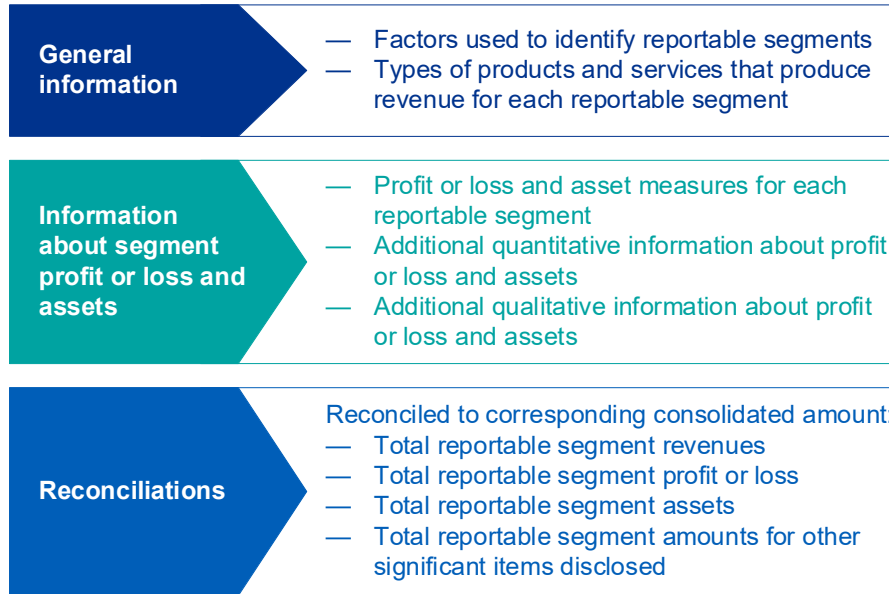 General
information
— Factors used to identify reportable segments
— Types of products and services that produce
revenue for each reportable segment
Information
about segment
profit or loss and
assets
— Profit or loss and asset measures for each
reportable segment
— Additional quantitative information about profit
or loss and assets
— Additional qualitative information about profit
or loss and assets
Reconciliations
Reconciled to corresponding consolidated amount:
— Total reportable segment revenues
— Total reportable segment profit or loss
— Total reportable segment assets
— Total reportable segment amounts for other
significant items disclosed